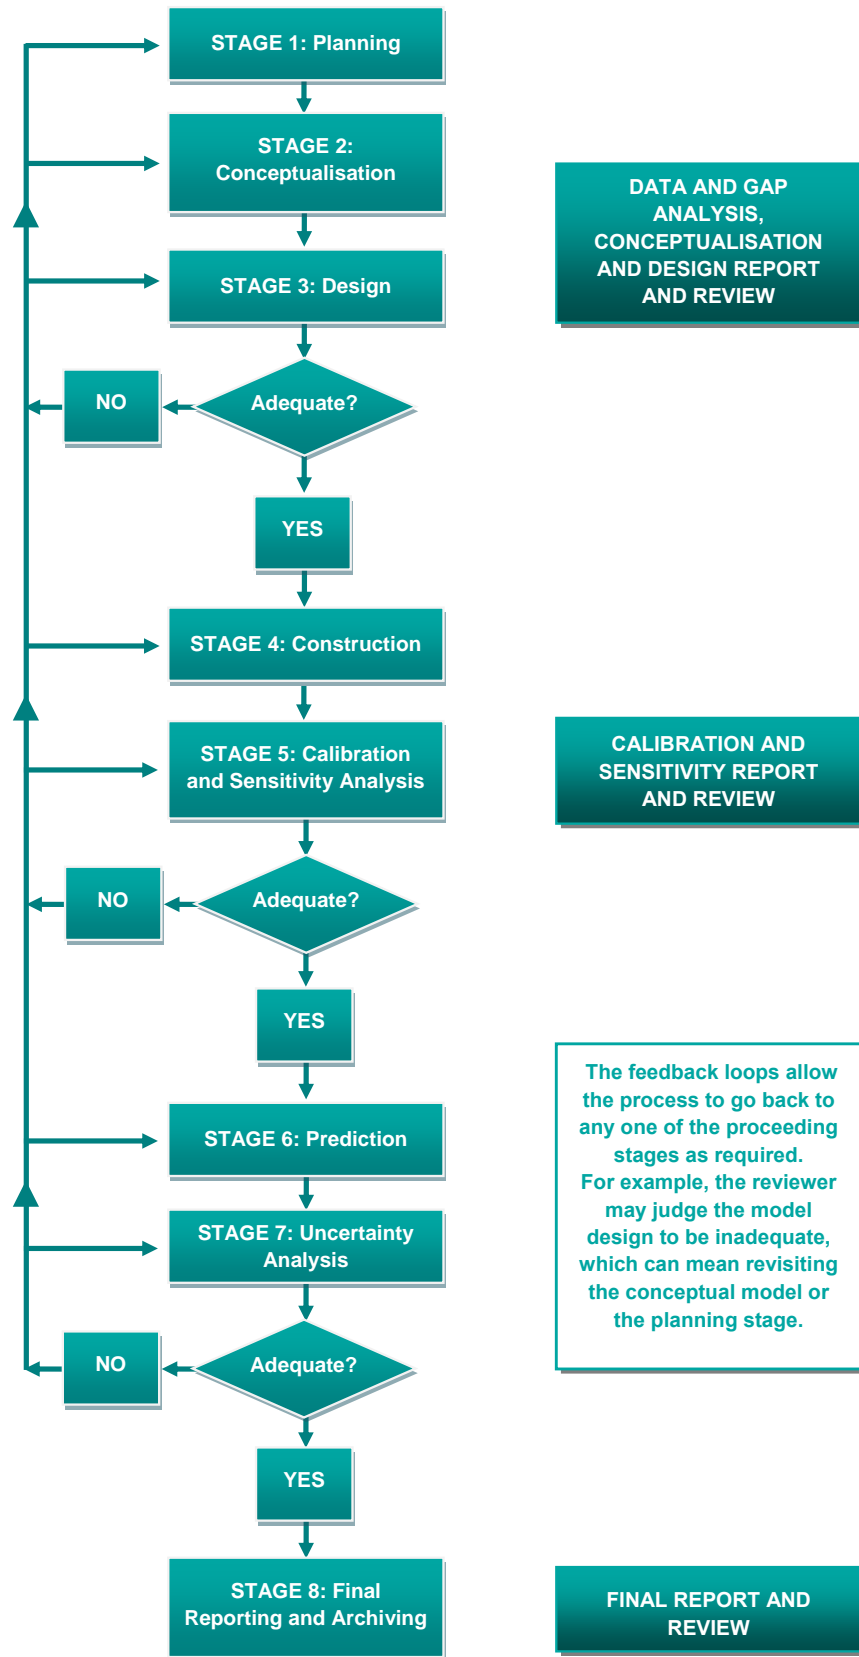 STAGE 1: Planning
STAGE 2:
Conceptualisation
DATA AND GAP
ANALYSIS,
CONCEPTUALISATION
AND DESIGN REPORT
AND REVIEW
STAGE 3: Design
NO
Adequate?
YES
STAGE 4: Construction
STAGE 5: Calibration
and Sensitivity Analysis
CALIBRATION AND
SENSITIVITY REPORT
AND REVIEW
NO
Adequate?
YES
The feedback loops allow
the process to go back to
any one of the proceeding
stages as required.
For example, the reviewer
may judge the model
design to be inadequate,
which can mean revisiting
the conceptual model or
the planning stage.
STAGE 6: Prediction
STAGE 7: Uncertainty
Analysis
NO
Adequate?
YES
STAGE 8: Final
Reporting and Archiving
FINAL REPORT AND
REVIEW